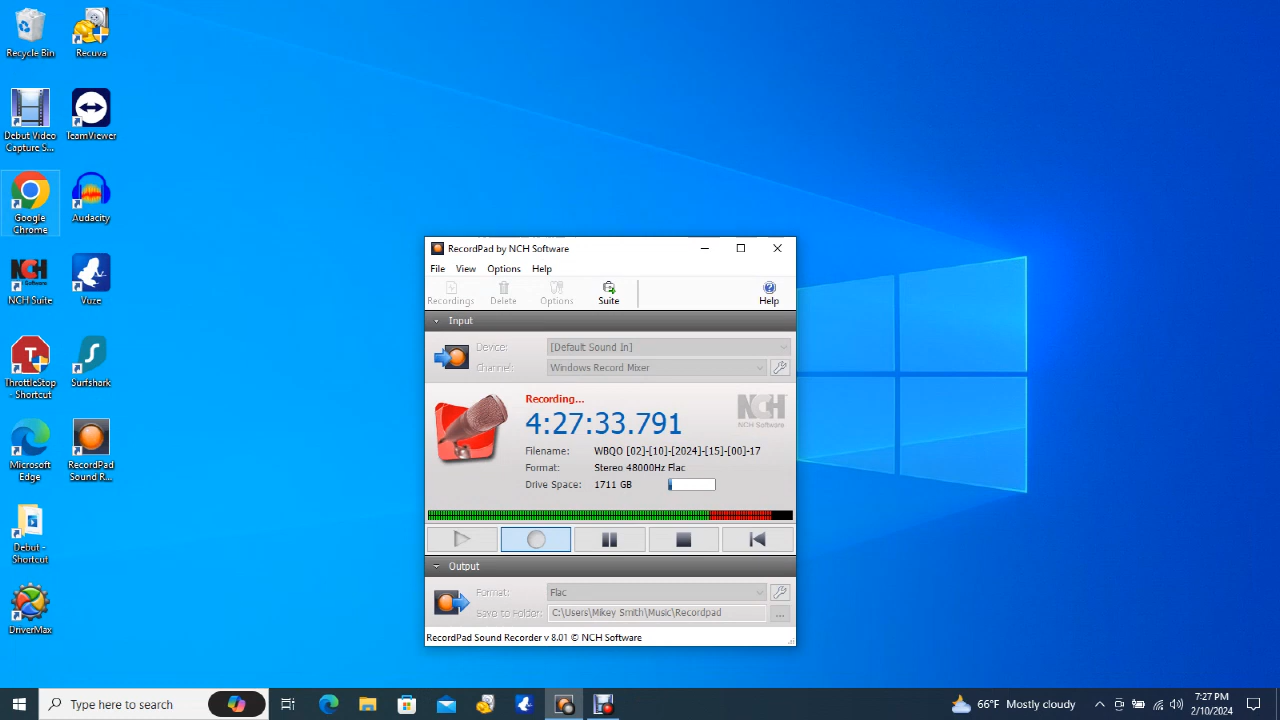 Recycle Bin
Recuva
Debut Video
Capture S...
TeamViewer
Google
Chrome
Audacity
NCH
Software
NCH Suite
Vuze
ThrottleStop
- Shortcut
Surfshark
Microsoft
Edge
RecordPad
Sound R...
Debut -
Shortcut
DriverMax
RecordPad by NCH Software
File View Options Help
Recordings Delete Options Suite Help
Input
Device: [Default Sound In]
Channel: Windows Record Mixer
Recording...
4:27:33.791
NCH
NCH Software
Filename: WBQO [02]-[10]-[2024]-[15]-[00]-17
Format: Stereo 48000Hz Flac
Drive Space: 1711 GB
Output
Format: Flac
Save to Folder: C:\Users\Mikey Smith\Music\Recordpad
...
RecordPad Sound Recorder v 8.01 © NCH Software
Type here to search
66°F Mostly cloudy
7:27 PM
2/10/2024